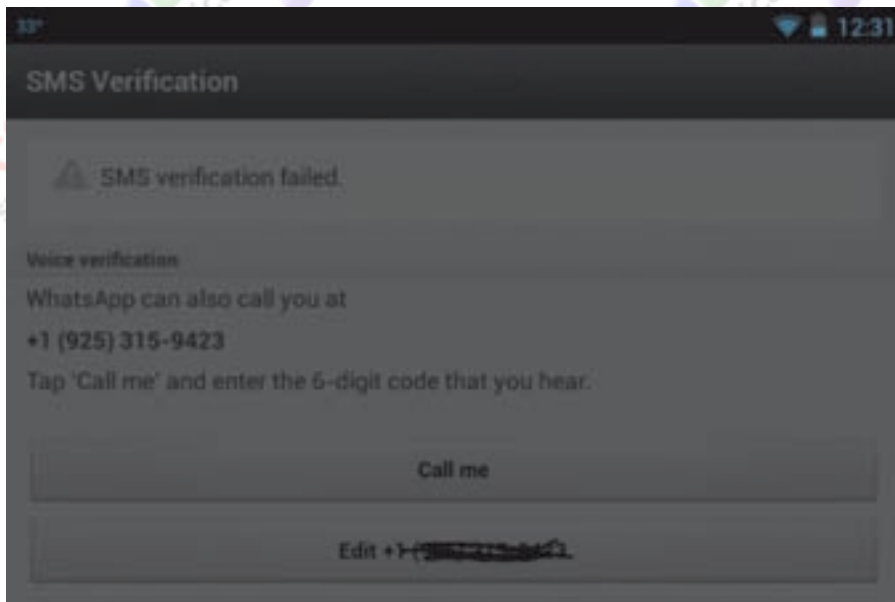 33°
12:31
SMS Verification
SMS verification failed.
Voice verification
WhatsApp can also call you at
+1 (925) 315-9423
Tap 'Call me' and enter the 6-digit code that you hear.
Call me
Edit +1